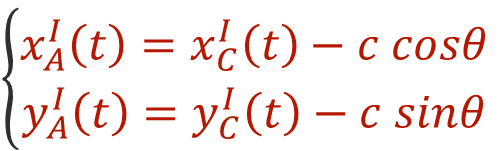 x_A^I(t) = x_C^I(t) − c cosθ
y_A^I(t) = y_C^I(t) − c sinθ